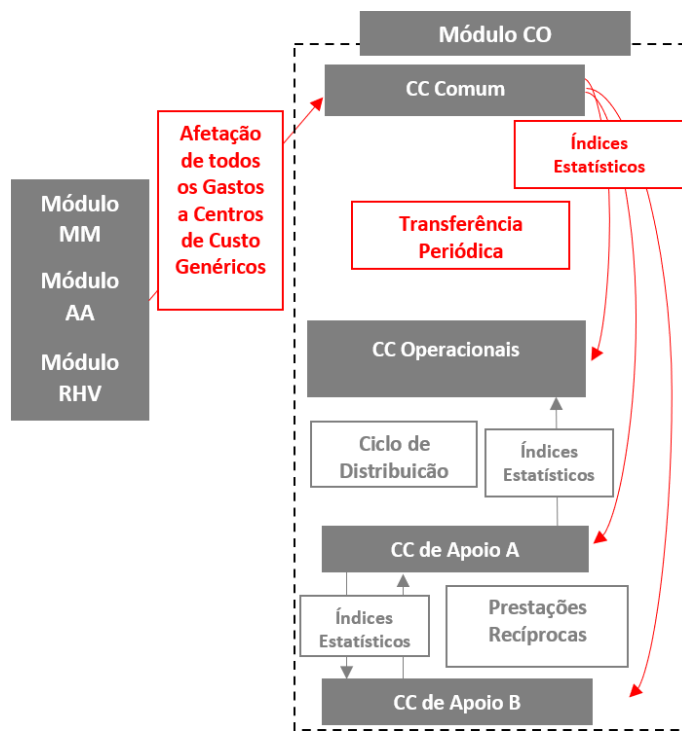 Módulo CO
CC Comum
Afetação
de todos
os Gastos
a Centros
de Custo
Genéricos
Índices
Estatísticos
Módulo
MM
Módulo
AA
Módulo
RHV
Transferência
Periódica
CC Operacionais
Ciclo de
Distribuicão
Índices
Estatísticos
CC de Apoio A
Índices
Estatísticos
Prestações
Recíprocas
CC de Apoio B